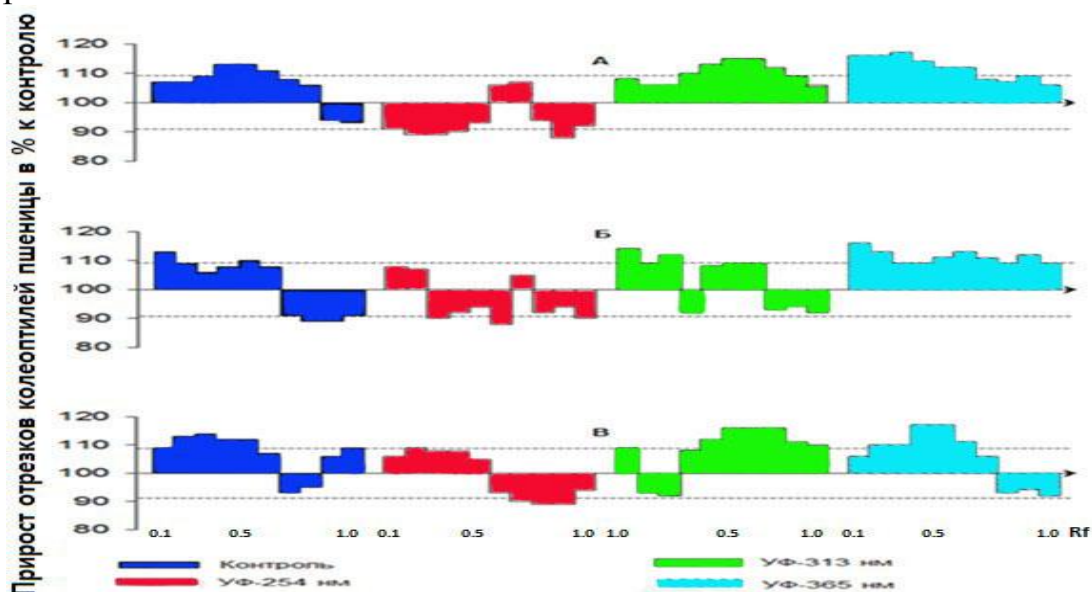 Прирост отрезков колеоптилей пшеницы в % к контролю
120
110
100
90
80
А
120
110
100
90
80
Б
120
110
100
90
80
В
0.1 0.5 1.0 0.1 0.5 1.0 1.0 0.5 1.0 0.1 0.5 1.0 Rf
Контроль УФ-313 нм
УФ-254 нм УФ-365 нм